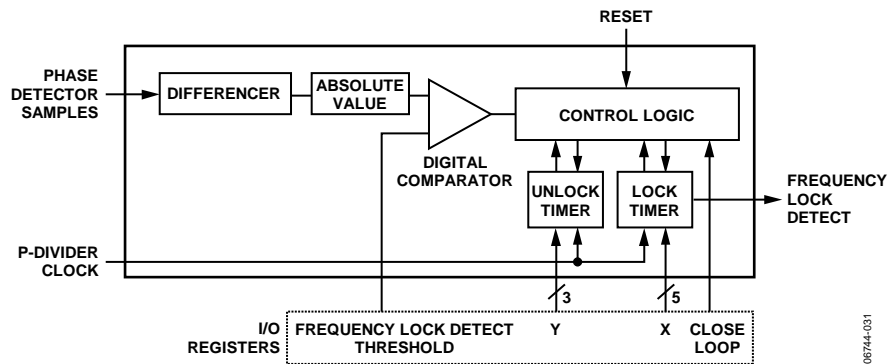 RESET
PHASE
DETECTOR
SAMPLES
DIFFERENCER
ABSOLUTE
VALUE
CONTROL LOGIC
DIGITAL
COMPARATOR
UNLOCK
TIMER
LOCK
TIMER
FREQUENCY
LOCK
DETECT
P-DIVIDER
CLOCK
3
5
I/O
REGISTERS
FREQUENCY LOCK DETECT
THRESHOLD
Y
X
CLOSE
LOOP
06744-031